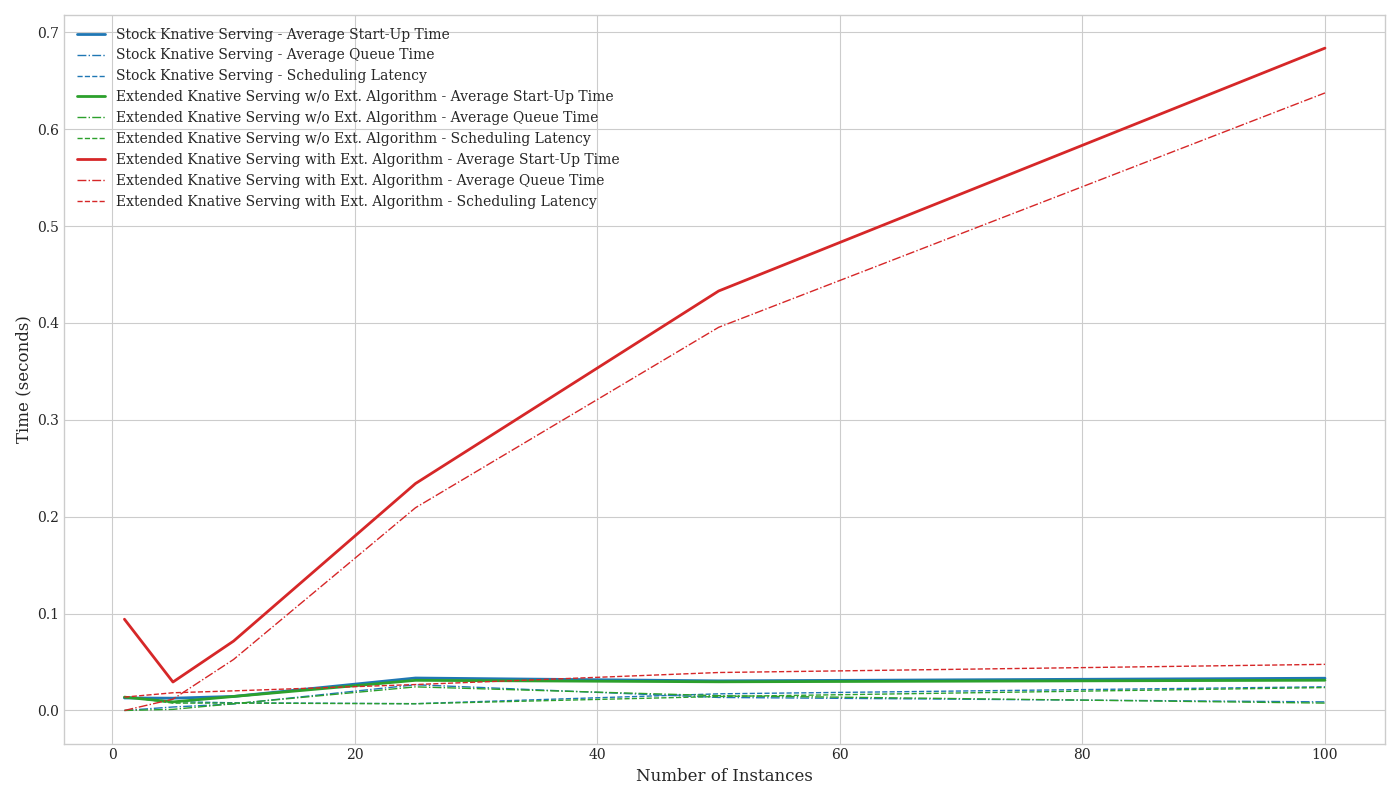 Stock Knative Serving - Average Start-Up Time
Stock Knative Serving - Average Queue Time
Stock Knative Serving - Scheduling Latency
Extended Knative Serving w/o Ext. Algorithm - Average Start-Up Time
Extended Knative Serving w/o Ext. Algorithm - Average Queue Time
Extended Knative Serving w/o Ext. Algorithm - Scheduling Latency
Extended Knative Serving with Ext. Algorithm - Average Start-Up Time
Extended Knative Serving with Ext. Algorithm - Average Queue Time
Extended Knative Serving with Ext. Algorithm - Scheduling Latency
Time (seconds)
0.7
0.6
0.5
0.4
0.3
0.2
0.1
0.0
0 20 40 60 80 100
Number of Instances